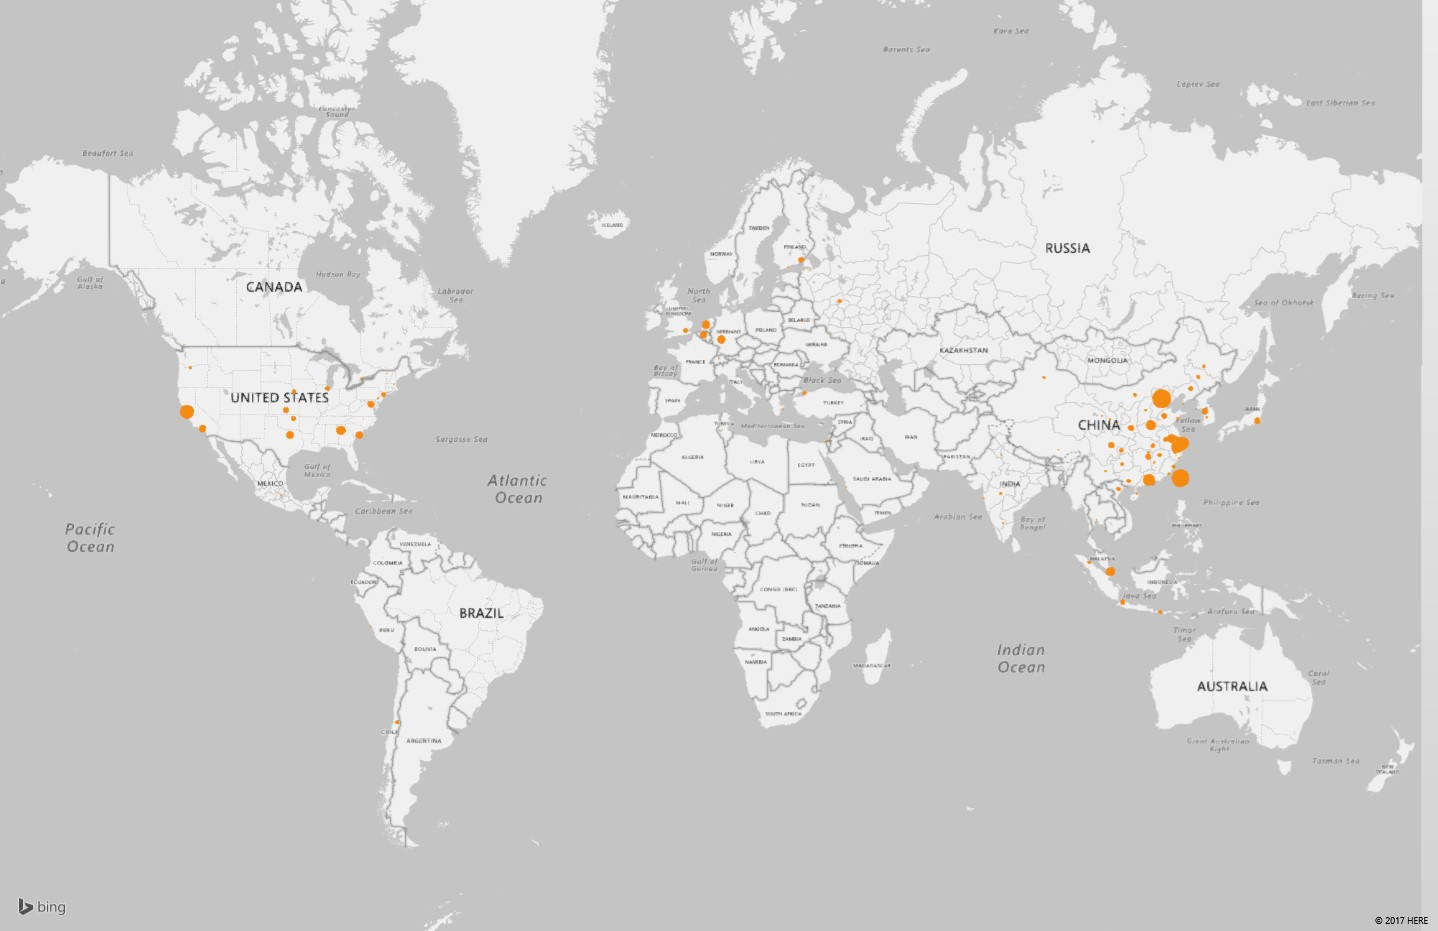 Kara Sea
Barents Sea
Laptev Sea
East Siberian Sea
Lancaster
Sound
Beaufort Sea
ICELAND
SWEDEN
FINLAND
NORWAY
RUSSIA
Gulf of
Alaska
Hudson Bay
CANADA
Labrador
Sea
North
Sea
UNITED
KINGDOM
Sea of Okhotsk
Bering Sea
BELARUS
GERMANY
POLAND
UKRAINE
KAZAKHSTAN
MONGOLIA
FRANCE
ROMANIA
Bay of
Biscay
ITALY
Black Sea
UNITED STATES
SPAIN
TURKEY
JAPAN
CHINA
Yellow
Sea
Sargasso Sea
MOROCCO
TUNISIA
Mediterranean Sea
SYRIA
IRAQ
IRAN
PAKISTAN
ALGERIA
LIBYA
EGYPT
SAUDI ARABIA
Gulf of
Mexico
MEXICO
Atlantic
Ocean
INDIA
MAURITANIA
MALI
NIGER
CHAD
SUDAN
YEMEN
Caribbean Sea
Arabian Sea
Bay of
Bengal
Philippine Sea
PHILIPPINES
Pacific
Ocean
VENEZUELA
COLOMBIA
NIGERIA
ETHIOPIA
SOMALIA
Gulf of
Guinea
MALAYSIA
ECUADOR
CONGO (DRC)
INDONESIA
Java Sea
BRAZIL
TANZANIA
Arafura Sea
PERU
ANGOLA
ZAMBIA
Timor
Sea
BOLIVIA
Indian
Ocean
NAMIBIA
MADAGASCAR
Coral
Sea
AUSTRALIA
SOUTH AFRICA
CHILE
ARGENTINA
Great Australian
Bight
Tasman Sea
NEW
ZEALAND
bing
© 2017 HERE